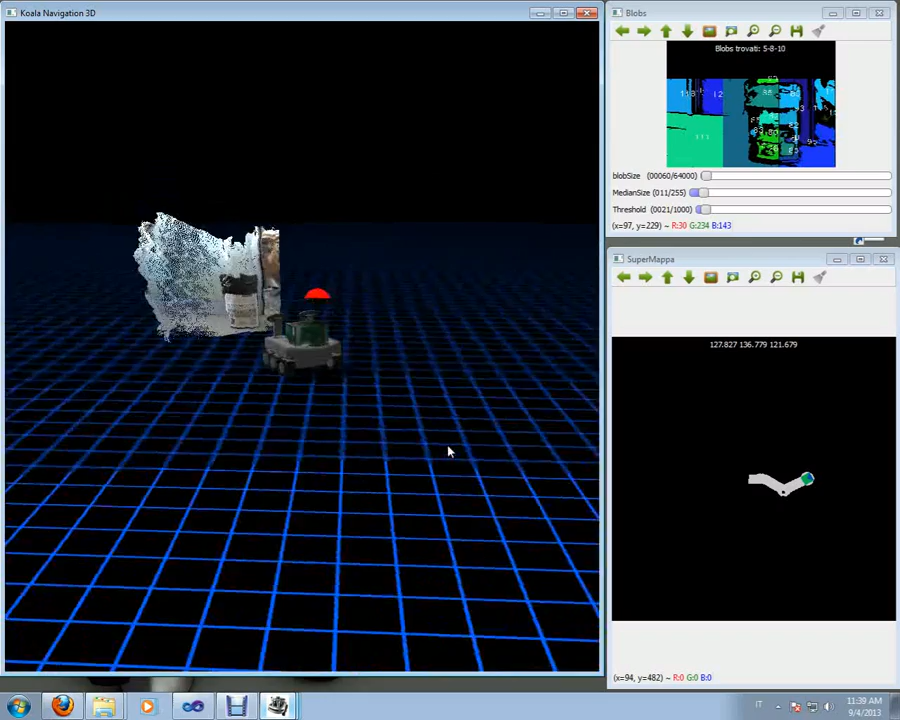 Koala Navigation 3D
Blobs
Blobs trovati: 5-8-10
blobSize (00060/64000)
MedianSize (011/255)
Threshold (0021/1000)
(x=97, y=229) ~ R:30 G:234 B:143
SuperMappa
127.827 136.779 121.679
(x=94, y=482) ~ R:0 G:0 B:0
IT
11:39 AM
9/4/2013